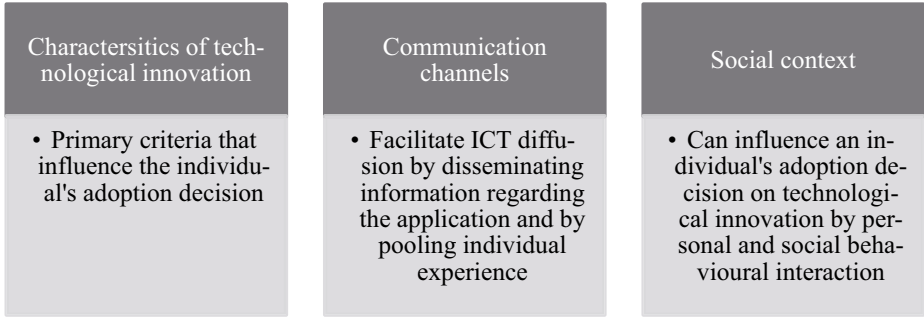 Charactersitics of tech-
nological innovation
• Primary criteria that
influence the individu-
al's adoption decision
Communication
channels
• Facilitate ICT diffu-
sion by disseminating
information regarding
the application and by
pooling individual
experience
Social context
• Can influence an in-
dividual's adoption de-
cision on technologi-
cal innovation by per-
sonal and social beha-
vioural interaction